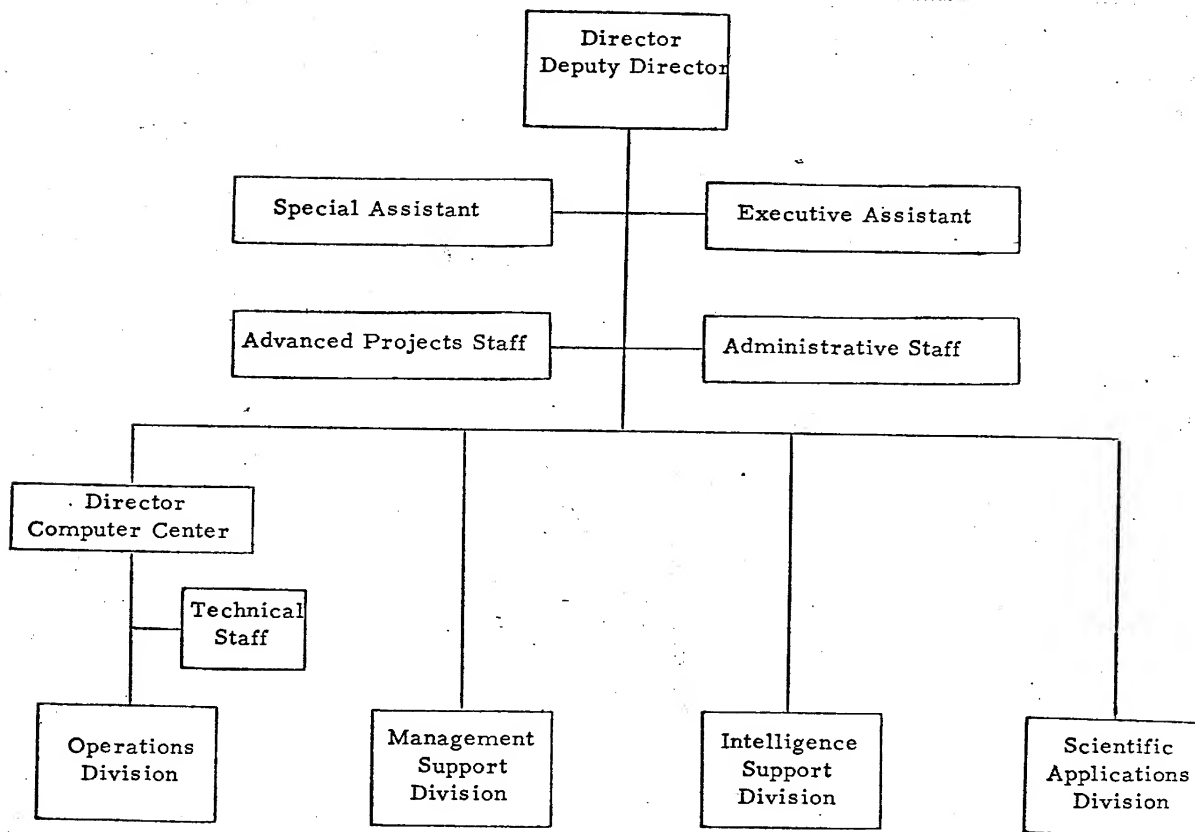 Director
Deputy Director
Special Assistant
Executive Assistant
Advanced Projects Staff
Administrative Staff
Director
Computer Center
Technical
Staff
Operations
Division
Management
Support
Division
Intelligence
Support
Division
Scientific
Applications
Division